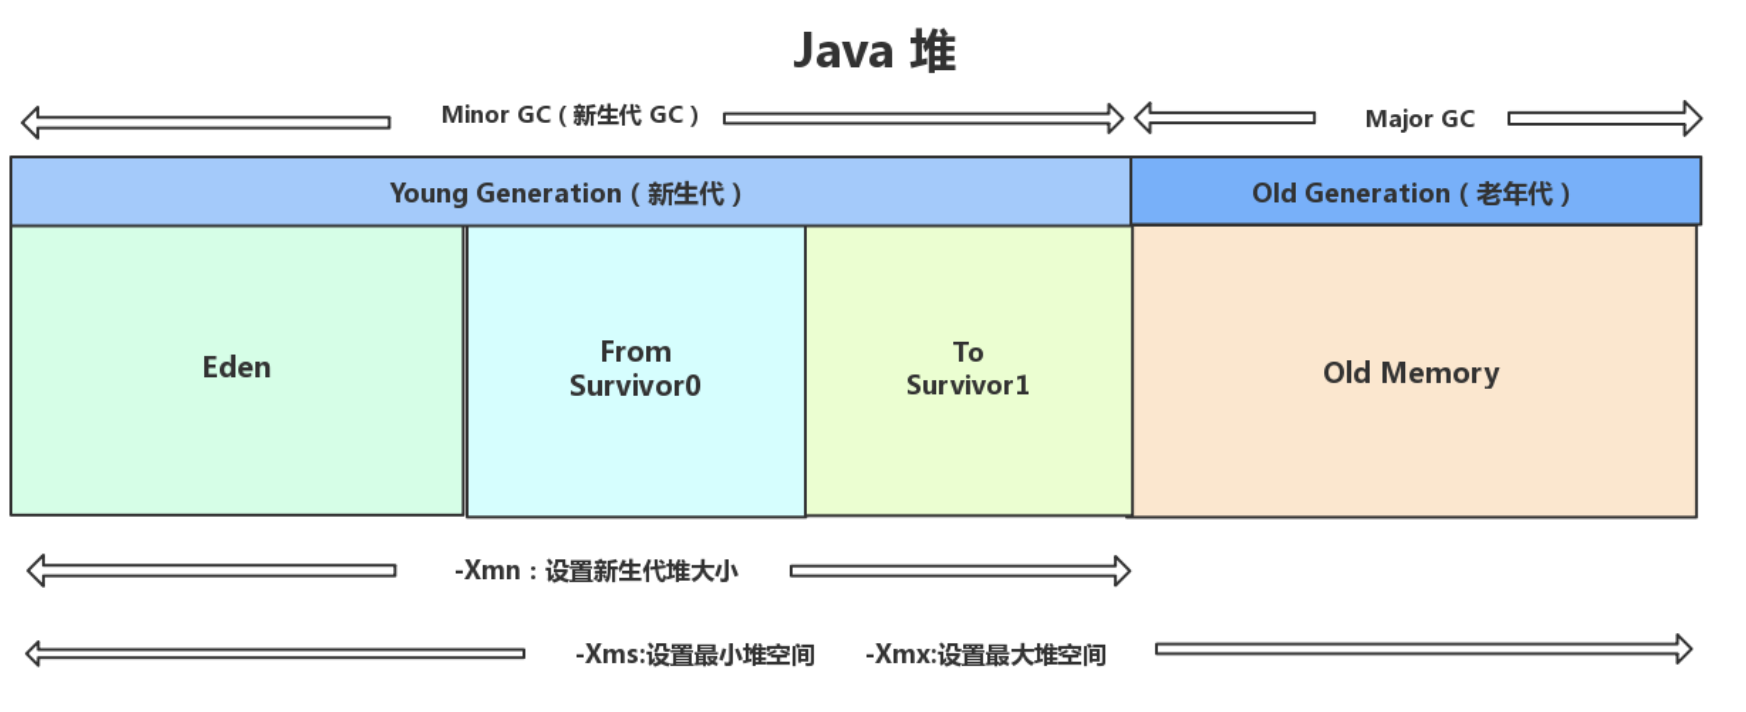 Java 堆
Minor GC（新生代 GC）
Major GC
Young Generation（新生代）
Old Generation（老年代）
Eden
From
Survivor0
To
Survivor1
Old Memory
-Xmn：设置新生代堆大小
-Xms:设置最小堆空间
-Xmx:设置最大堆空间